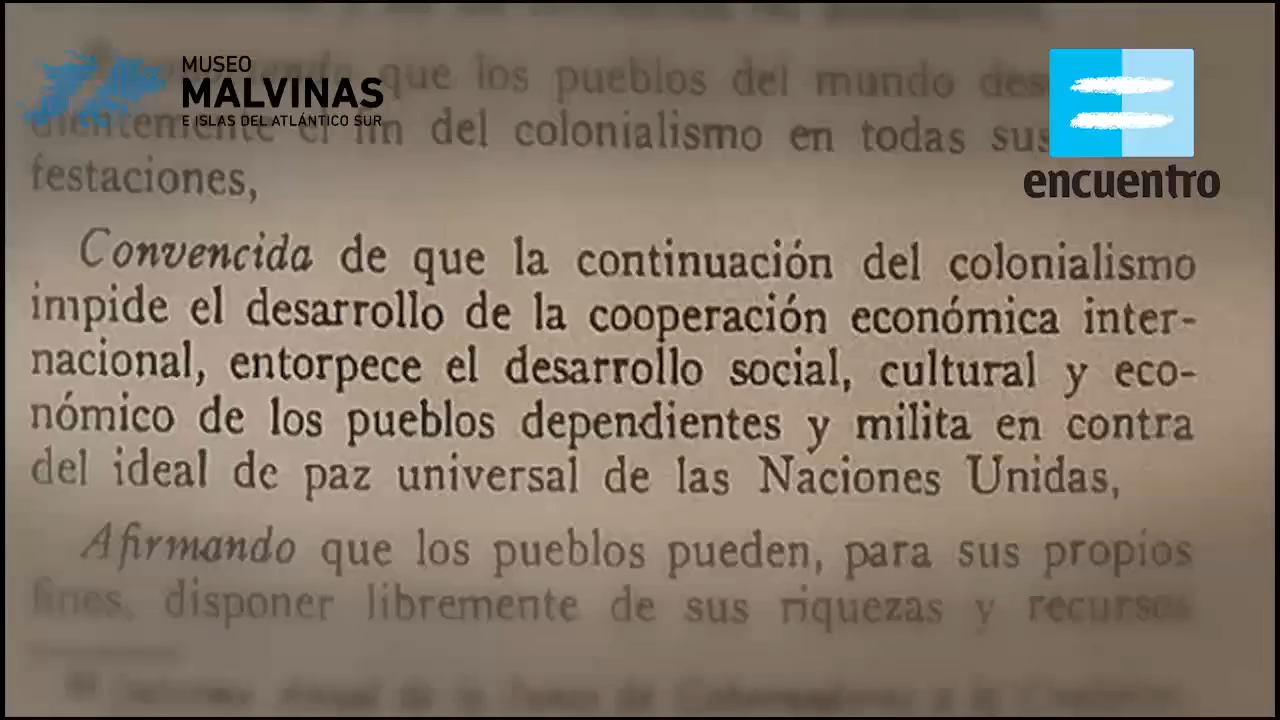 MUSEO
MALVINAS
E ISLAS DEL ATLÁNTICO SUR
encuentro
que los pueblos del mundo
el fin del colonialismo en todas sus
festaciones,
Convencida de que la continuación del colonialismo
impide el desarrollo de la cooperación económica inter-
nacional, entorpece el desarrollo social, cultural y eco-
nómico de los pueblos dependientes y milita en contra
del ideal de paz universal de las Naciones Unidas,
Afirmando que los pueblos pueden, para sus propios
fines, disponer libremente de sus riquezas y recursos